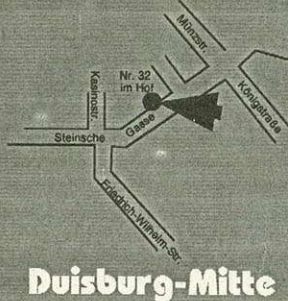 Münzstr.
Kasinostr.
Nr. 32
im Hof
Königstraße
Steinsche
Gasse
Friedrich-Wilhelm-Str.
Duisburg-Mitte